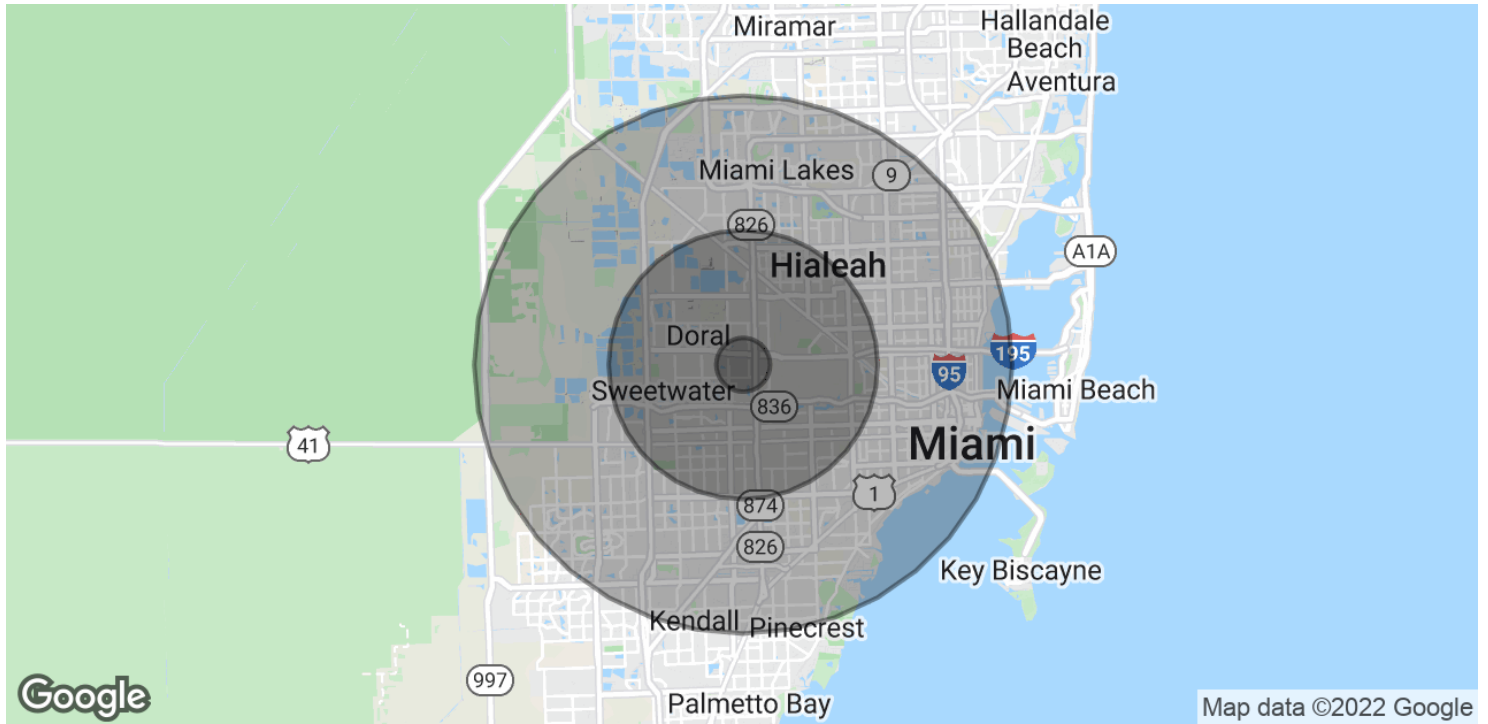 Miramar
Hallandale
Beach
Aventura
Miami Lakes
9
826
A1A
Hialeah
Doral
195
95
Sweetwater
Miami Beach
836
41
Miami
1
874
826
Key Biscayne
Kendall
Pinecrest
997
Palmetto Bay
Google
Map data ©2022 Google